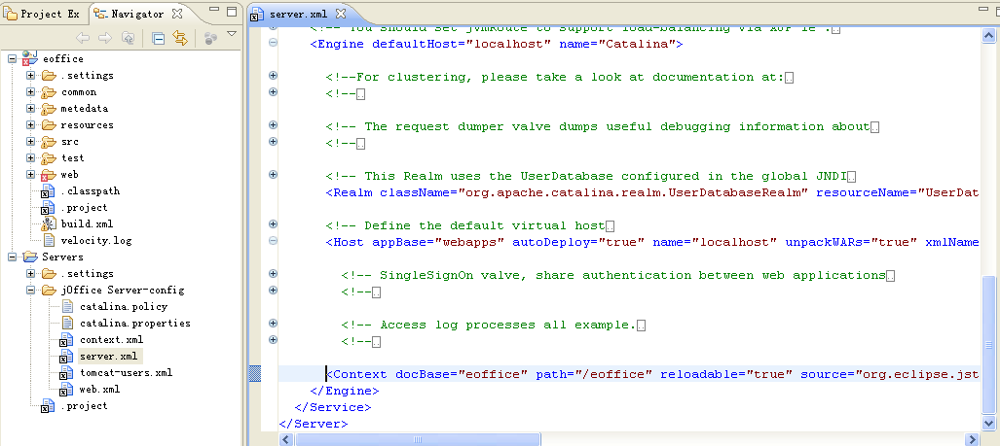 Project Ex
Navigator
eoffice
.settings
common
metedata
resources
src
test
web
.classpath
.project
build.xml
velocity.log
Servers
.settings
jOffice Server-config
catalina.policy
catalina.properties
context.xml
server.xml
tomcat-users.xml
web.xml
.project
server.xml
<!-- You should set jvmRoute to support load-balancing via AJP ie :
<Engine defaultHost="localhost" name="Catalina">
<!--For clustering, please take a look at documentation at:
<!--
<!-- The request dumper valve dumps useful debugging information about
<!--
<!-- This Realm uses the UserDatabase configured in the global JNDI
<Realm className="org.apache.catalina.realm.UserDatabaseRealm" resourceName="UserDat
<!-- Define the default virtual host
<Host appBase="webapps" autoDeploy="true" name="localhost" unpackWARs="true" xmlName
<!-- SingleSignOn valve, share authentication between web applications
<!--
<!-- Access log processes all example.
<!--
<Context docBase="eoffice" path="/eoffice" reloadable="true" source="org.eclipse.jst
</Engine>
</Service>
</Server>